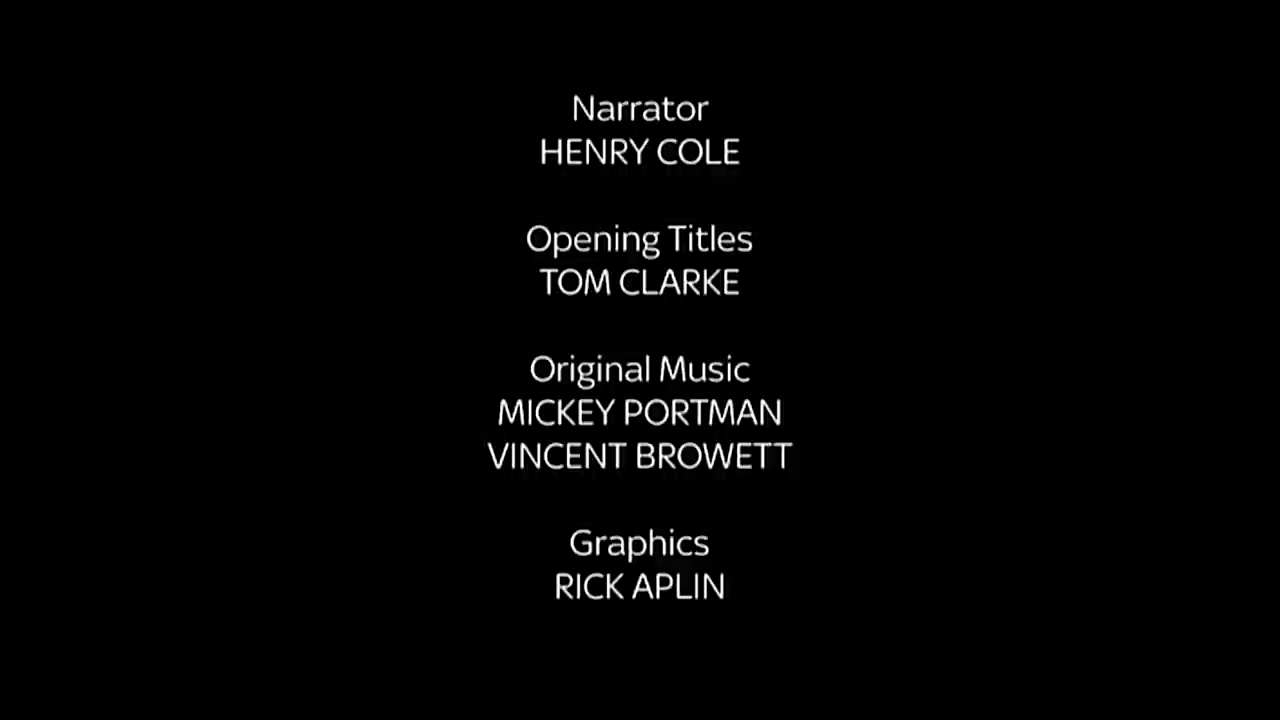 Narrator
HENRY COLE
Opening Titles
TOM CLARKE
Original Music
MICKEY PORTMAN
VINCENT BROWETT
Graphics
RICK APLIN